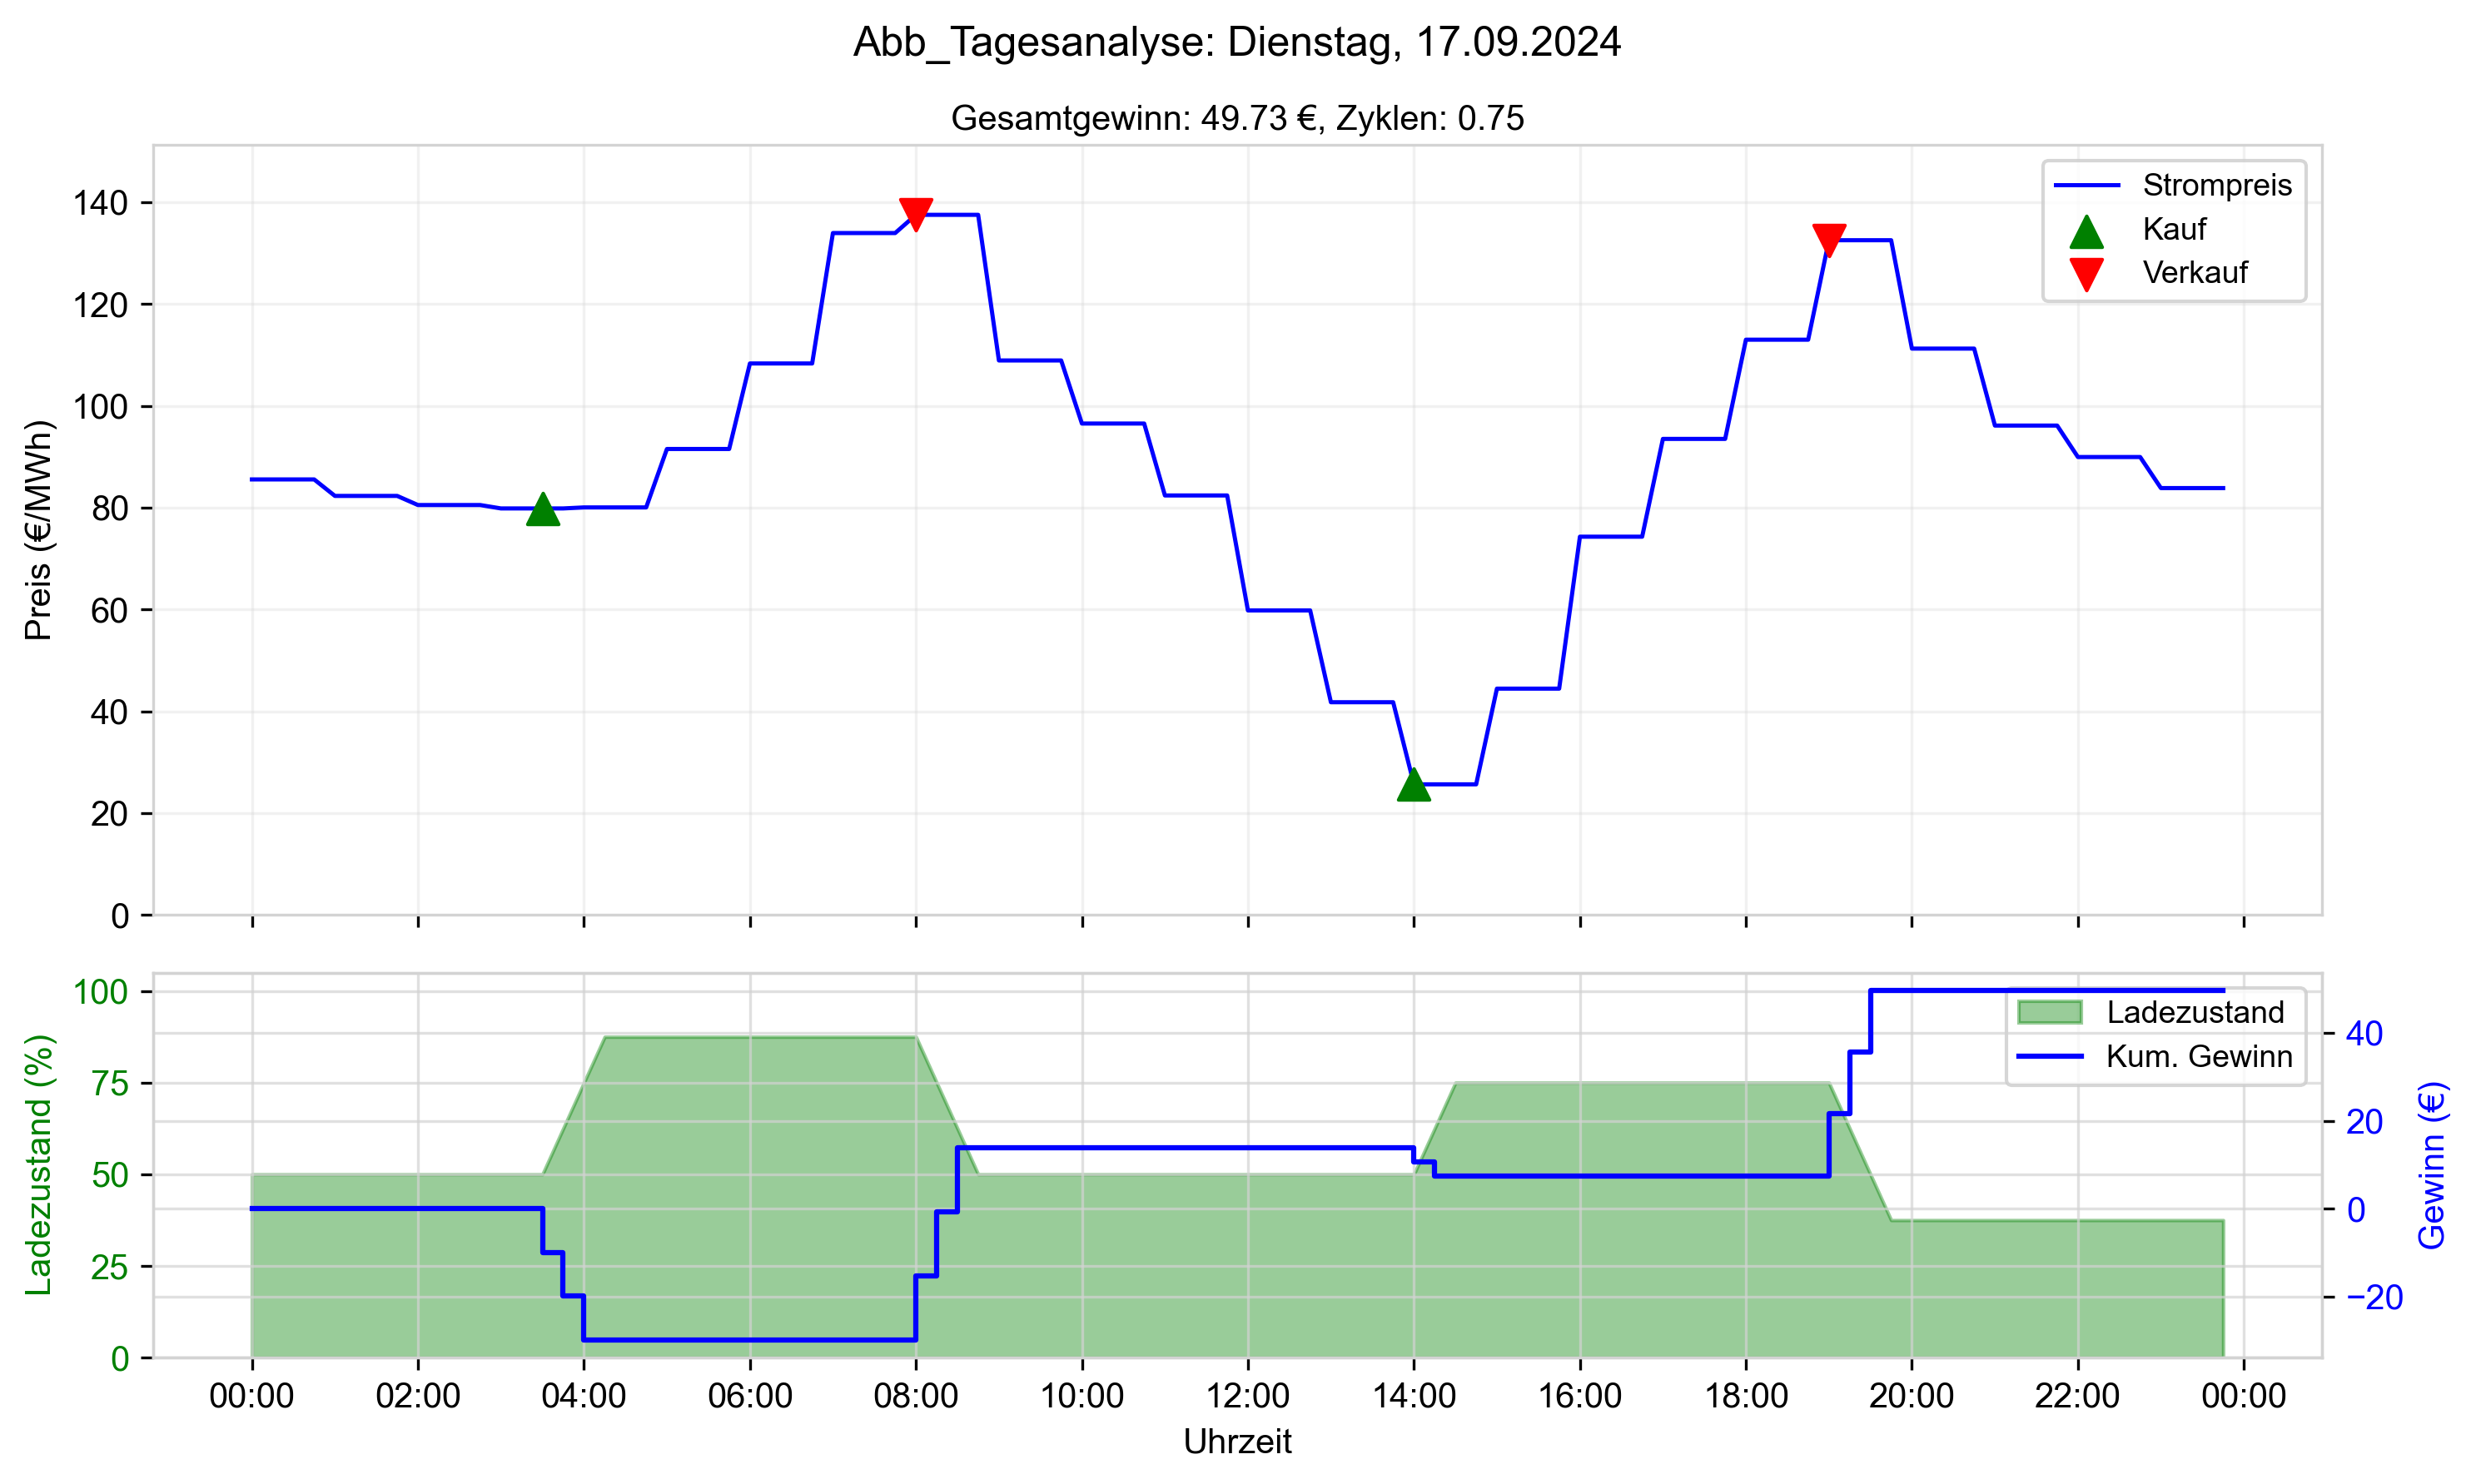 Abb_Tagesanalyse: Dienstag, 17.09.2024
Gesamtgewinn: 49.73 €, Zyklen: 0.75
Preis (€/MWh)
140
120
100
80
60
40
20
0
Strompreis
Kauf
Verkauf
Ladezustand (%)
100
75
50
25
0
Ladezustand
Kum. Gewinn
40
20
0
−20
Gewinn (€)
00:00 02:00 04:00 06:00 08:00 10:00 12:00 14:00 16:00 18:00 20:00 22:00 00:00
Uhrzeit